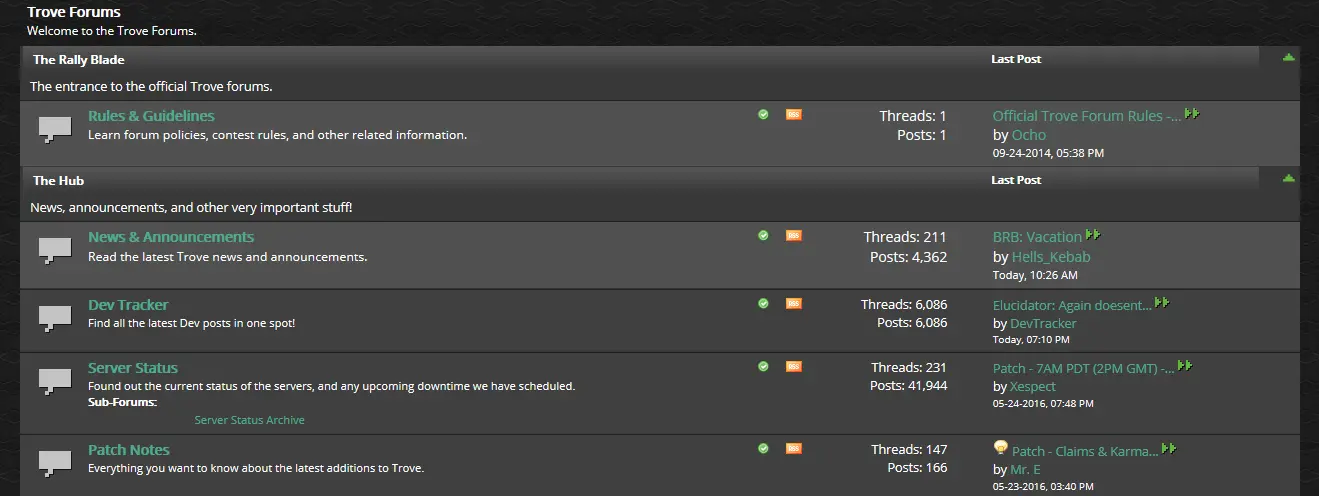 Trove Forums
Welcome to the Trove Forums.
The Rally Blade Last Post
The entrance to the official Trove forums.
Rules & Guidelines
Learn forum policies, contest rules, and other related information.
RSS
Threads: 1
Posts: 1
Official Trove Forum Rules -...
by Ocho
09-24-2014, 05:38 PM
The Hub Last Post
News, announcements, and other very important stuff!
News & Announcements
Read the latest Trove news and announcements.
RSS
Threads: 211
Posts: 4,362
BRB: Vacation
by Hells_Kebab
Today, 10:26 AM
Dev Tracker
Find all the latest Dev posts in one spot!
RSS
Threads: 6,086
Posts: 6,086
Elucidator: Again doesent...
by DevTracker
Today, 07:10 PM
Server Status
Found out the current status of the servers, and any upcoming downtime we have scheduled.
Sub-Forums:
Server Status Archive
RSS
Threads: 231
Posts: 41,944
Patch - 7AM PDT (2PM GMT) -...
by Xespect
05-24-2016, 07:48 PM
Patch Notes
Everything you want to know about the latest additions to Trove.
RSS
Threads: 147
Posts: 166
Patch - Claims & Karma...
by Mr. E
05-23-2016, 03:40 PM